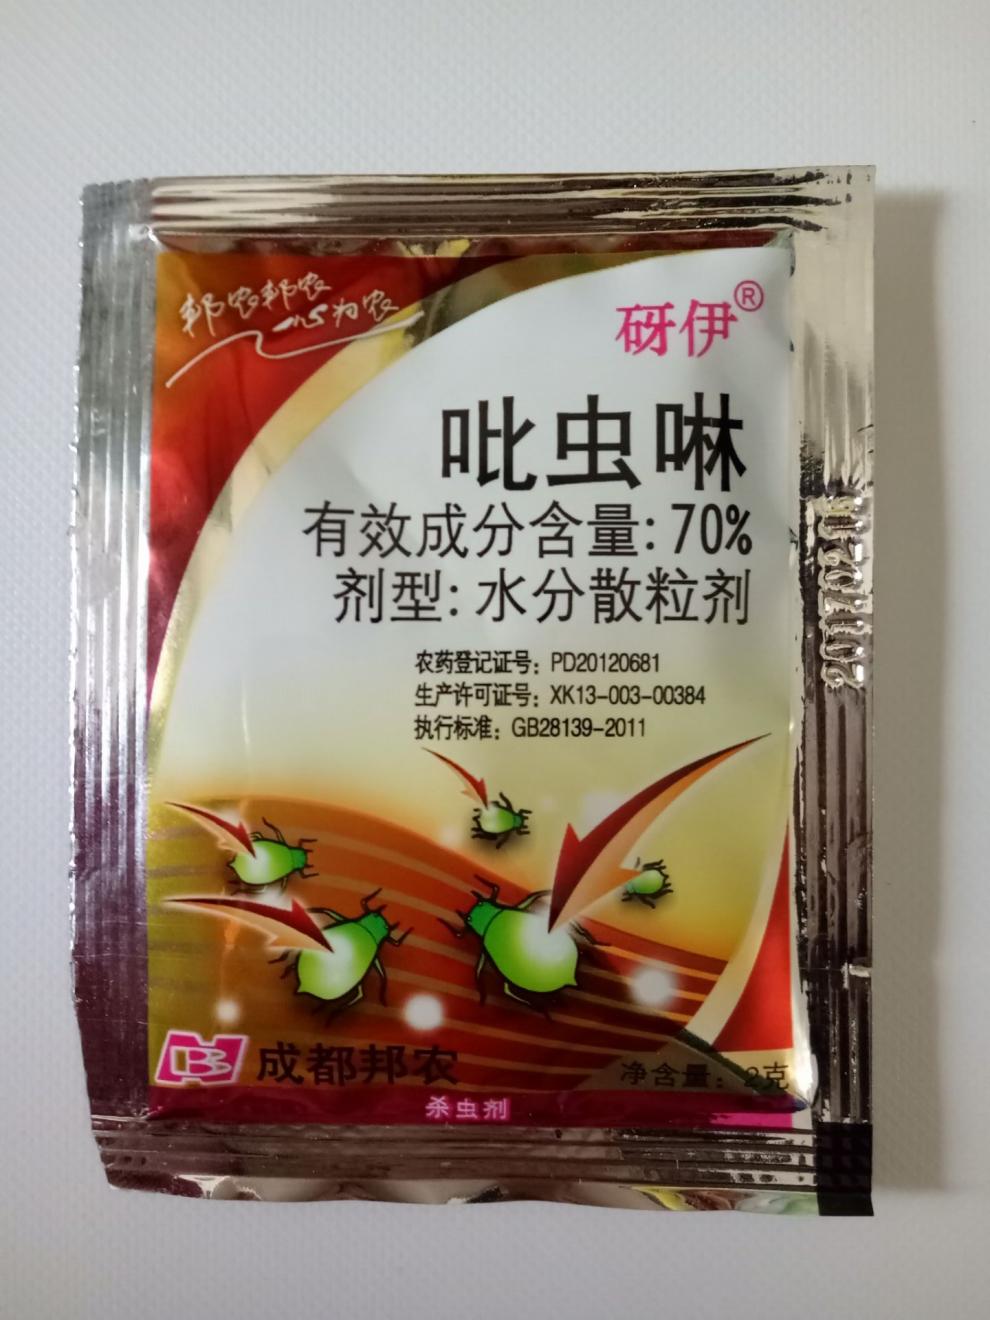 邦农邦农
一心为农
砑伊®
吡虫啉
有效成分含量: 70%
剂型: 水分散粒剂
农药登记证号: PD20120681
生产许可证号: XK13-003-00384
执行标准: GB28139-2011
成都邦农
净含量: 2克
杀虫剂